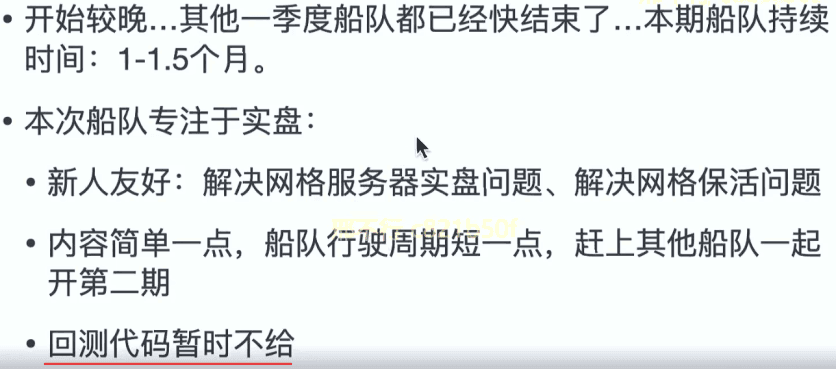 • 开始较晚…其他一季度船队都已经快结束了…本期船队持续
时间：1-1.5个月。
• 本次船队专注于实盘：
• 新人友好：解决网格服务器实盘问题、解决网格保活问题
• 内容简单一点，船队行驶周期短一点，赶上其他船队一起
开第二期
• 回测代码暂时不给